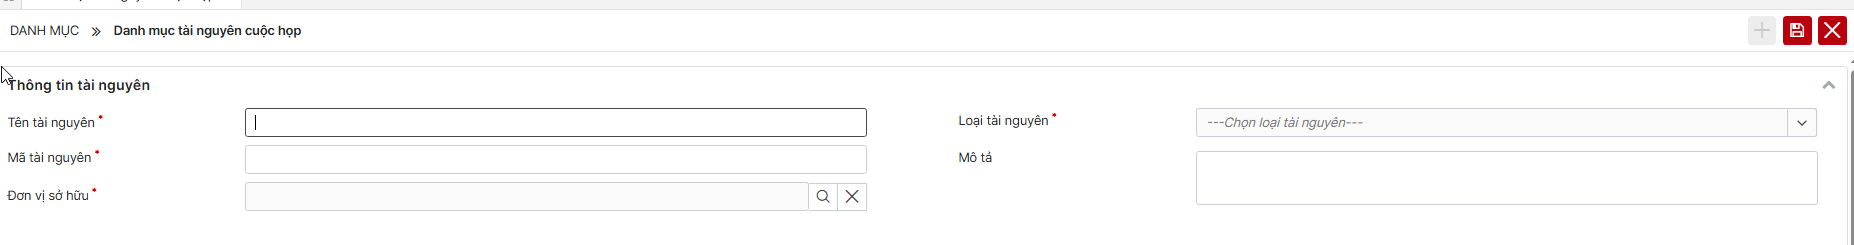 DANH MỤC » Danh mục tài nguyên cuộc họp
Thông tin tài nguyên
Tên tài nguyên *
Loại tài nguyên * ---Chọn loại tài nguyên---
Mã tài nguyên *
Mô tả
Đơn vị sở hữu *